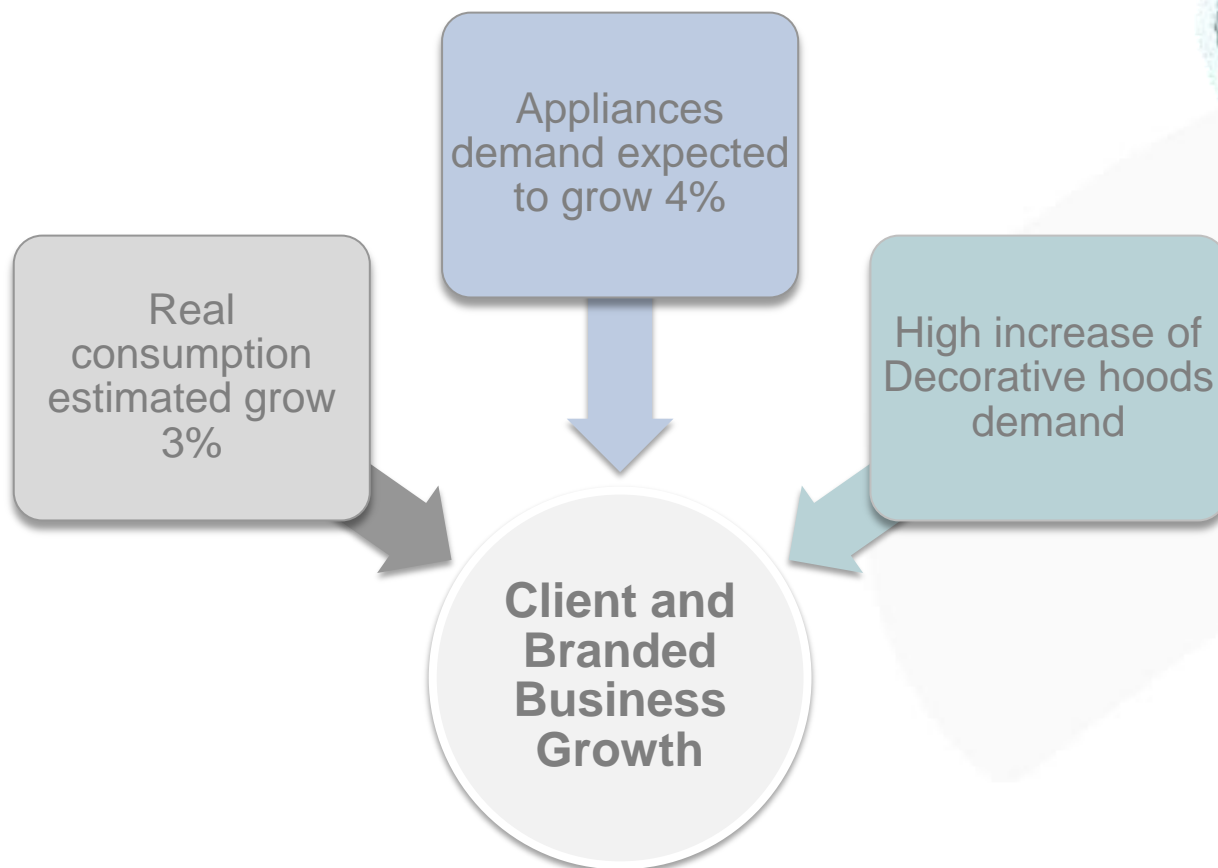 Appliances
demand expected
to grow 4%
Real
consumption
estimated grow
3%
High increase of
Decorative hoods
demand
Client and
Branded
Business
Growth